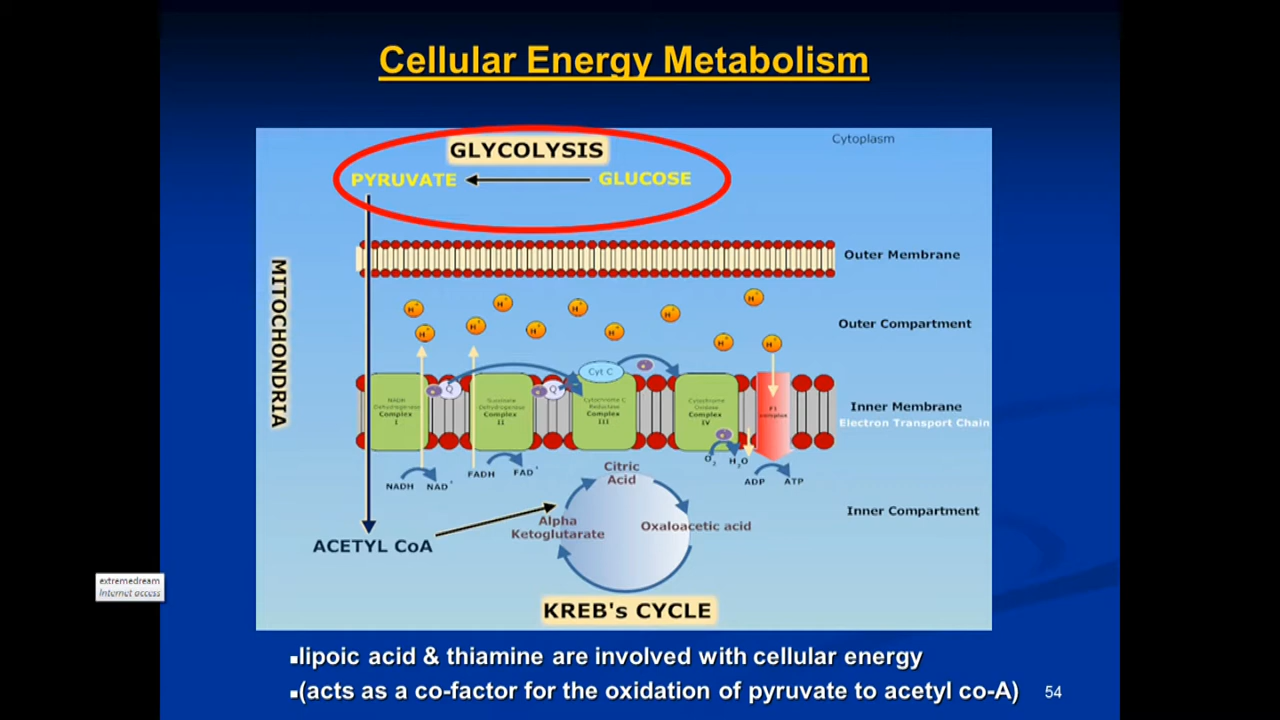 Cellular Energy Metabolism
Cytoplasm
GLYCOLYSIS
PYRUVATE
GLUCOSE
Outer Membrane
MITOCHONDRIA
H+
H+
H+
H+
H+
H+
H+
H+
H+
H+
H+
Outer Compartment
Cyt C
e-
e-
Q
e-
Q
NADH
Dehydrogenase
Complex
I
Succinate
Dehydrogenase
Complex
II
Cytochrome C
Reductase
Complex
III
Cytochrome
Oxidase
Complex
IV
F1
complex
Inner Membrane
Electron Transport Chain
e-
O2
H2O
NADH
NAD+
FADH
FAD+
Citric
Acid
ADP
ATP
Inner Compartment
Alpha
Ketoglutarate
Oxaloacetic acid
ACETYL CoA
KREB's CYCLE
extremedream
Internet access
▪lipoic acid & thiamine are involved with cellular energy
▪(acts as a co-factor for the oxidation of pyruvate to acetyl co-A)
54